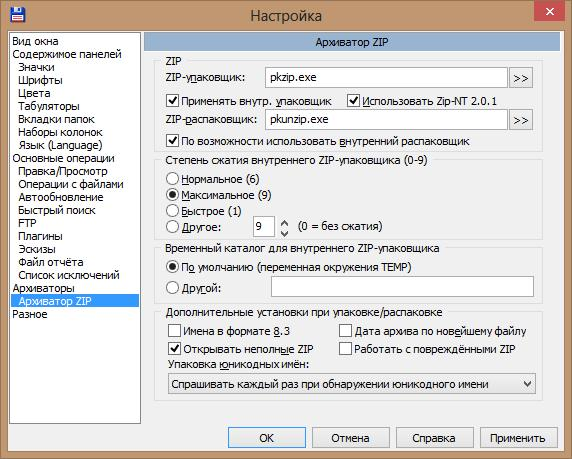 Настройка
Вид окна
Содержимое панелей
Значки
Шрифты
Цвета
Табуляторы
Вкладки папок
Наборы колонок
Язык (Language)
Основные операции
Правка/Просмотр
Операции с файлами
Автообновление
Быстрый поиск
FTP
Плагины
Эскизы
Файл отчёта
Список исключений
Архиваторы
Архиватор ZIP
Разное
Архиватор ZIP
ZIP
ZIP-упаковщик: pkzip.exe >>
Применять внутр. упаковщик Использовать Zip-NT 2.0.1
ZIP-распаковщик: pkunzip.exe >>
По возможности использовать внутренний распаковщик
Степень сжатия внутреннего ZIP-упаковщика (0-9)
Нормальное (6)
Максимальное (9)
Быстрое (1)
Другое: 9 (0 = без сжатия)
Временный каталог для внутреннего ZIP-упаковщика
По умолчанию (переменная окружения TEMP)
Другой:
Дополнительные установки при упаковке/распаковке
Имена в формате 8.3 Дата архива по новейшему файлу
Открывать неполные ZIP Работать с повреждёнными ZIP
Упаковка юникодных имён:
Спрашивать каждый раз при обнаружении юникодного имени
OK Отмена Справка Применить